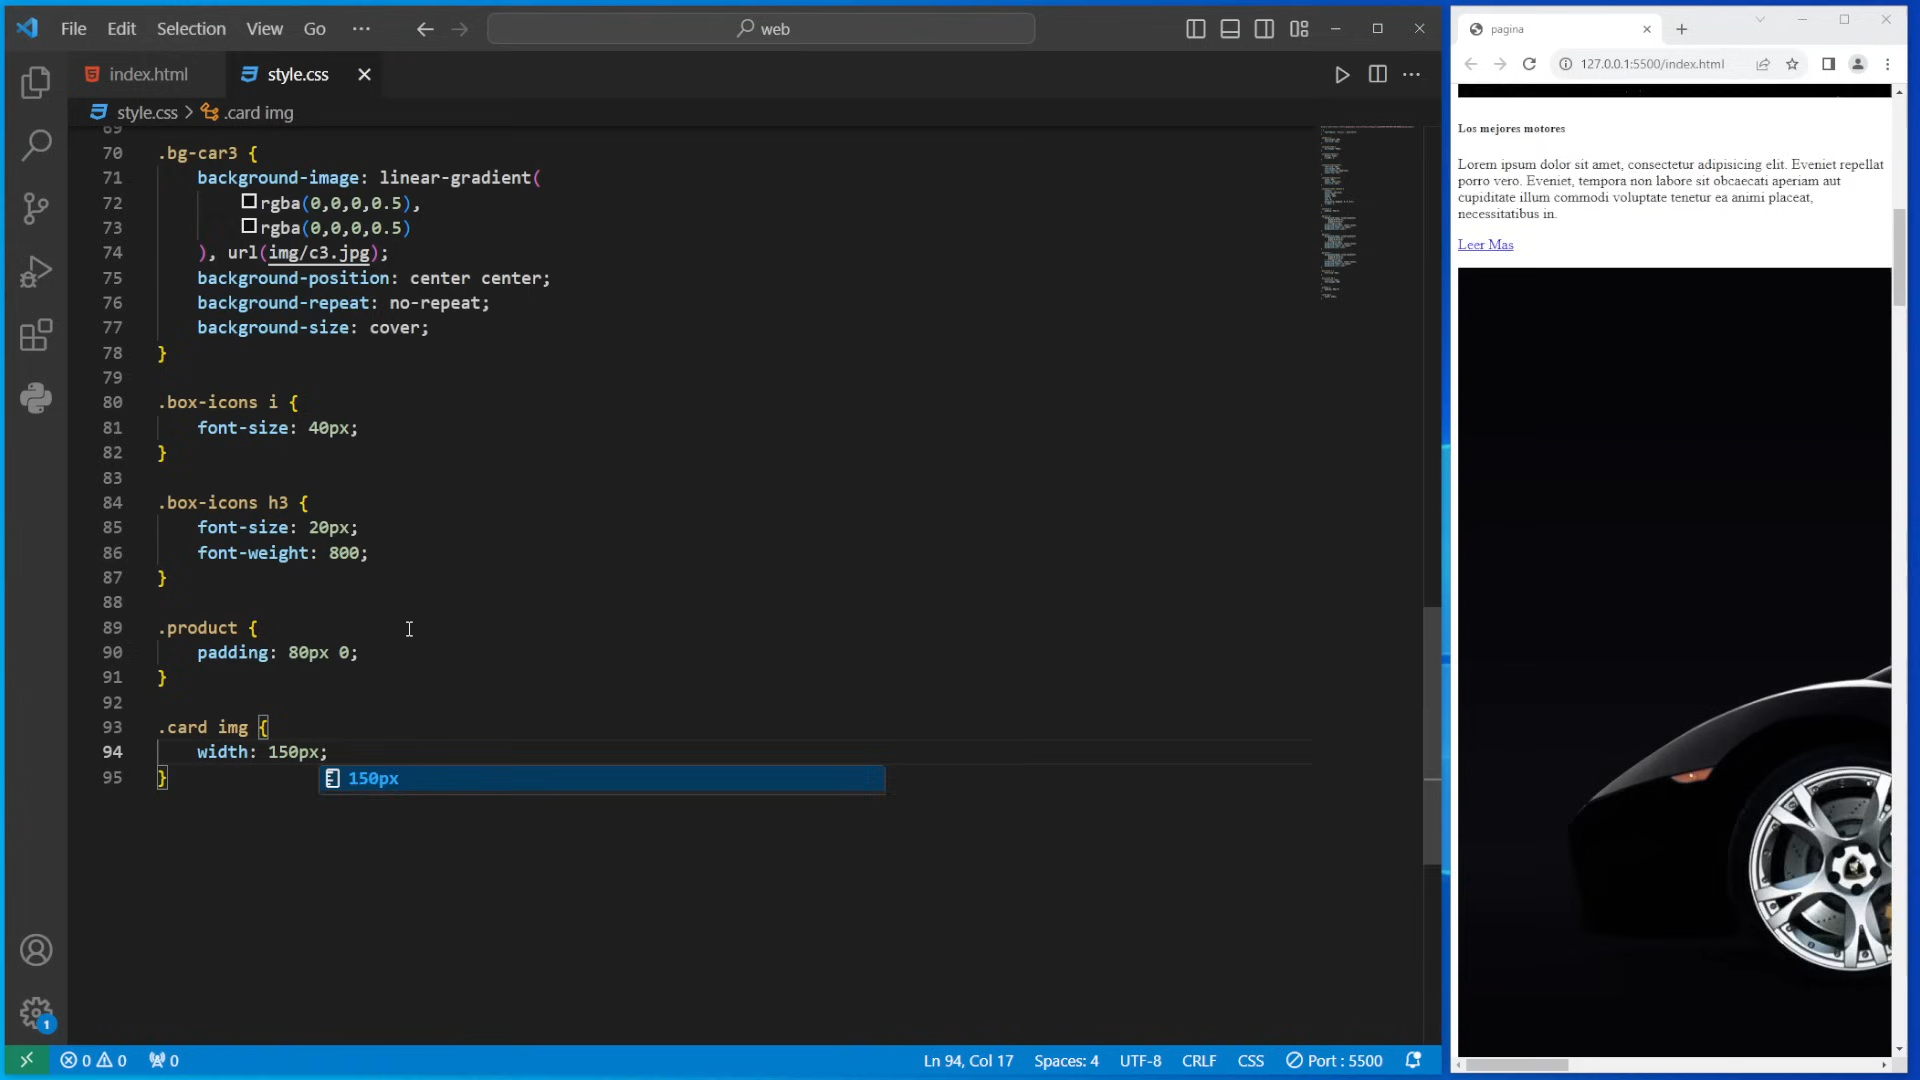 File Edit Selection View Go ···
web
index.html
style.css
style.css > .card img
69
70 .bg-car3 {
71 background-image: linear-gradient(
72 rgba(0,0,0,0.5),
73 rgba(0,0,0,0.5)
74 ), url(img/c3.jpg);
75 background-position: center center;
76 background-repeat: no-repeat;
77 background-size: cover;
78 }
79
80 .box-icons i {
81 font-size: 40px;
82 }
83
84 .box-icons h3 {
85 font-size: 20px;
86 font-weight: 800;
87 }
88
89 .product {
90 padding: 80px 0;
91 }
92
93 .card img {
94 width: 150px;
95 }
150px
1
0 0 0
Ln 94, Col 17 Spaces: 4 UTF-8 CRLF CSS Port : 5500
pagina
127.0.0.1:5500/index.html
Los mejores motores
Lorem ipsum dolor sit amet, consectetur adipisicing elit. Eveniet repellat
porro vero. Eveniet, tempora non labore sit obcaecati aperiam aut
cupiditate illum commodi voluptate tenetur ea animi placeat,
necessitatibus in.
Leer Mas